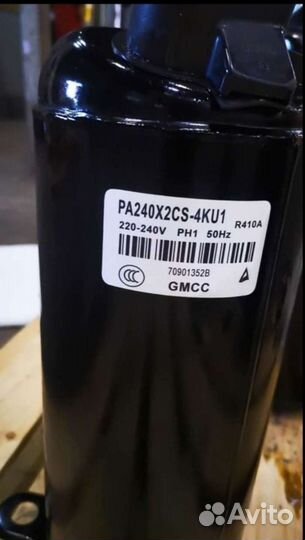 PA240X2CS-4KU1
220-240V PH1 50Hz R410A
70901352B
GMCC
Avito